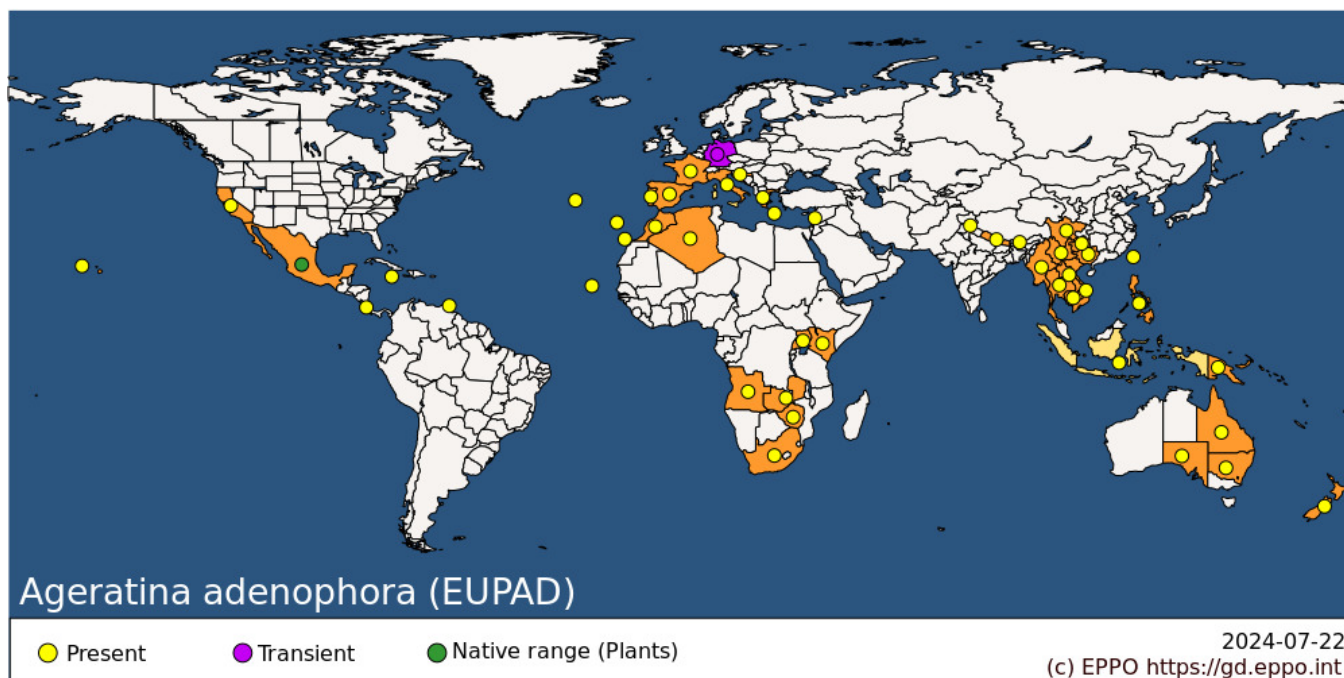 Ageratina adenophora (EUPAD)
Present
Transient
Native range (Plants)
2024-07-22
(c) EPPO https://gd.eppo.int